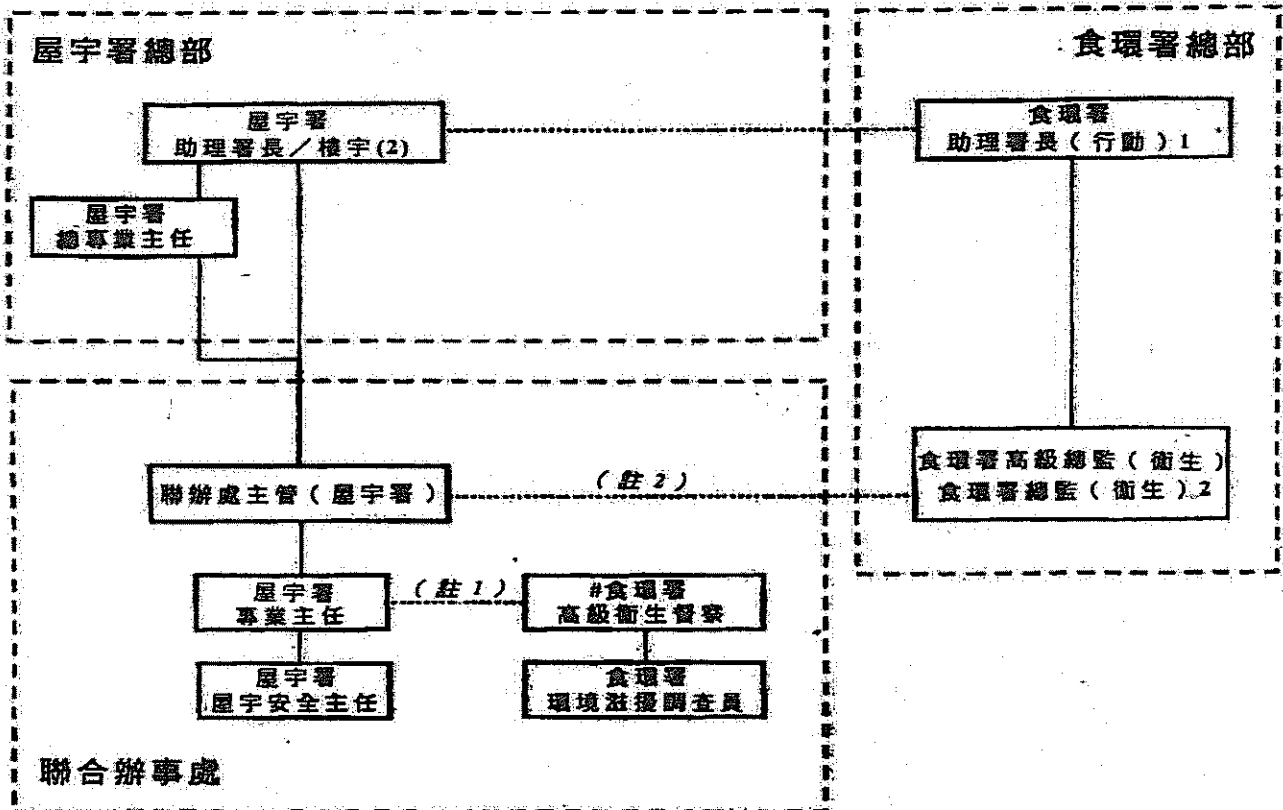 屋宇署總部
食環署總部
屋宇署
助理署長／樓宇(2)
食環署
助理署長（行動）1
屋宇署
總專業主任
聯辦處主管（屋宇署）
（註 2）
食環署高級總監（衞生）
食環署總監（衞生）2
屋宇署
專業主任
（註 1）
#食環署
高級衞生督察
屋宇署
屋宇安全主任
食環署
環境滋擾調查員
聯合辦事處